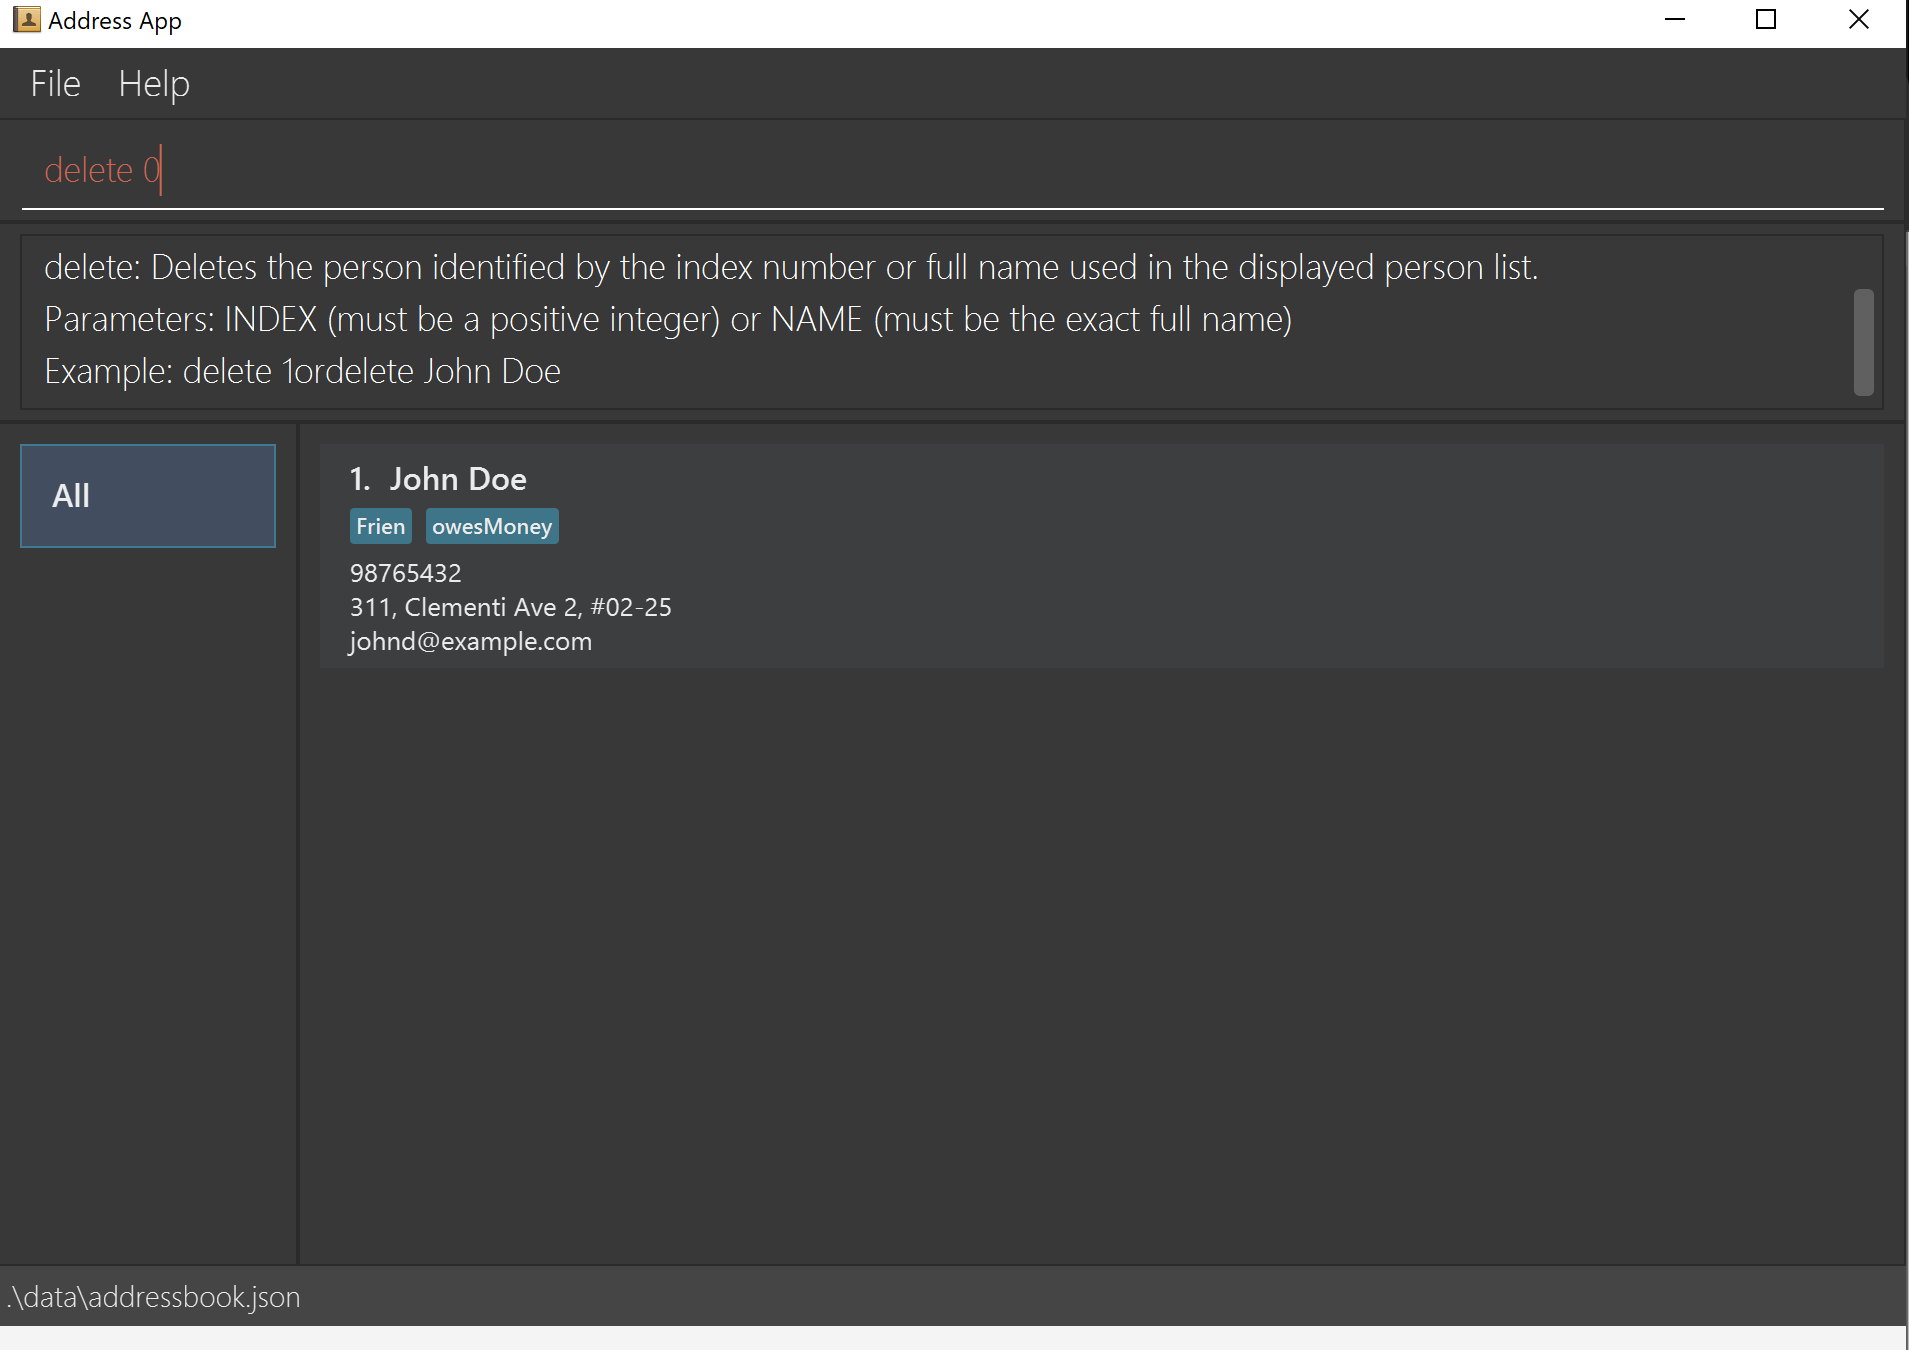 Address App
File Help
delete 0
delete: Deletes the person identified by the index number or full name used in the displayed person list.
Parameters: INDEX (must be a positive integer) or NAME (must be the exact full name)
Example: delete 1ordelete John Doe
All
1. John Doe
Frien owesMoney
98765432
311, Clementi Ave 2, #02-25
johnd@example.com
.\data\addressbook.json